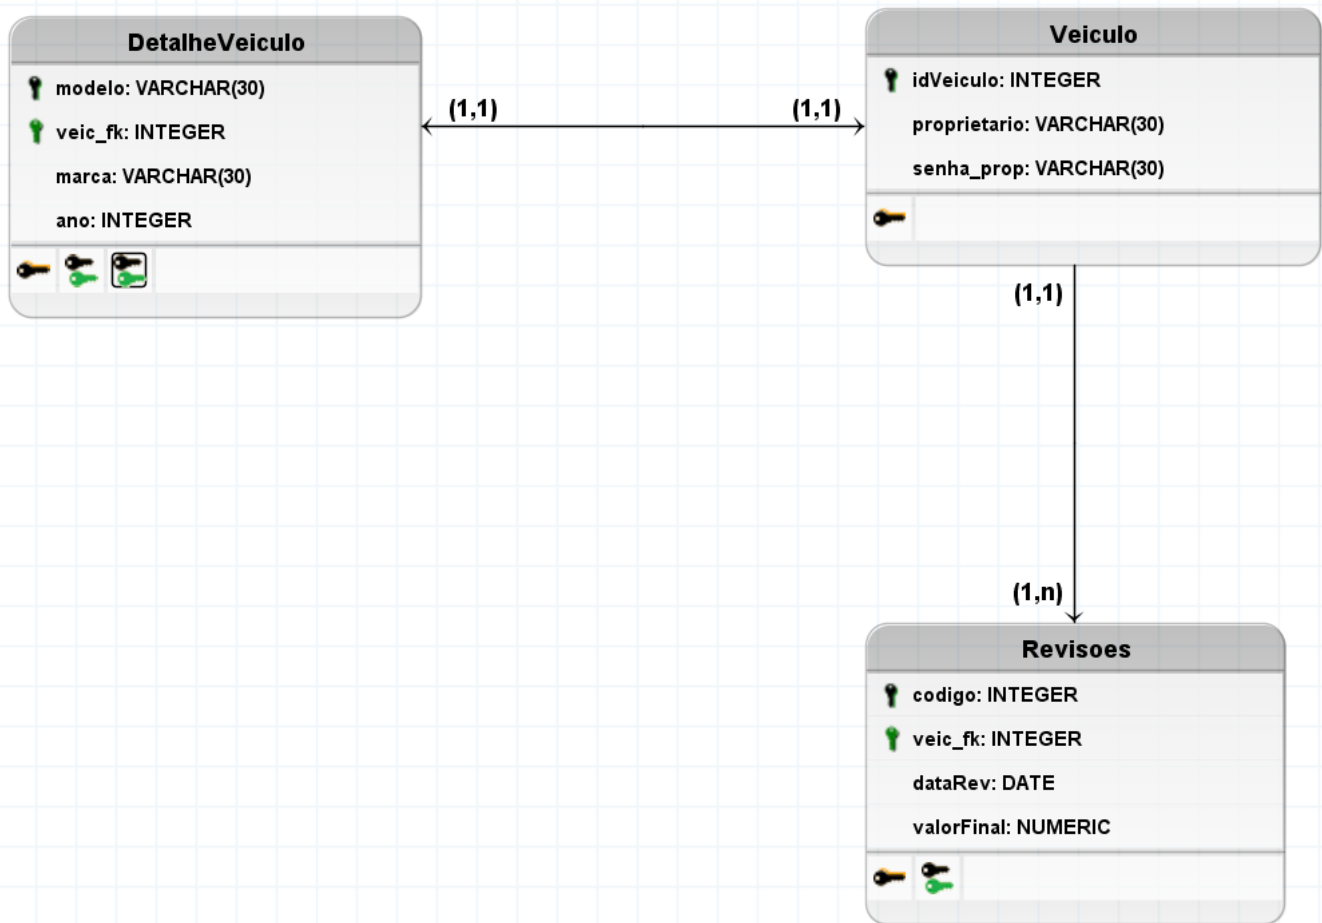 DetalheVeiculo
modelo: VARCHAR(30)
veic_fk: INTEGER
marca: VARCHAR(30)
ano: INTEGER
(1,1)
(1,1)
Veiculo
idVeiculo: INTEGER
proprietario: VARCHAR(30)
senha_prop: VARCHAR(30)
(1,1)
(1,n)
Revisoes
codigo: INTEGER
veic_fk: INTEGER
dataRev: DATE
valorFinal: NUMERIC